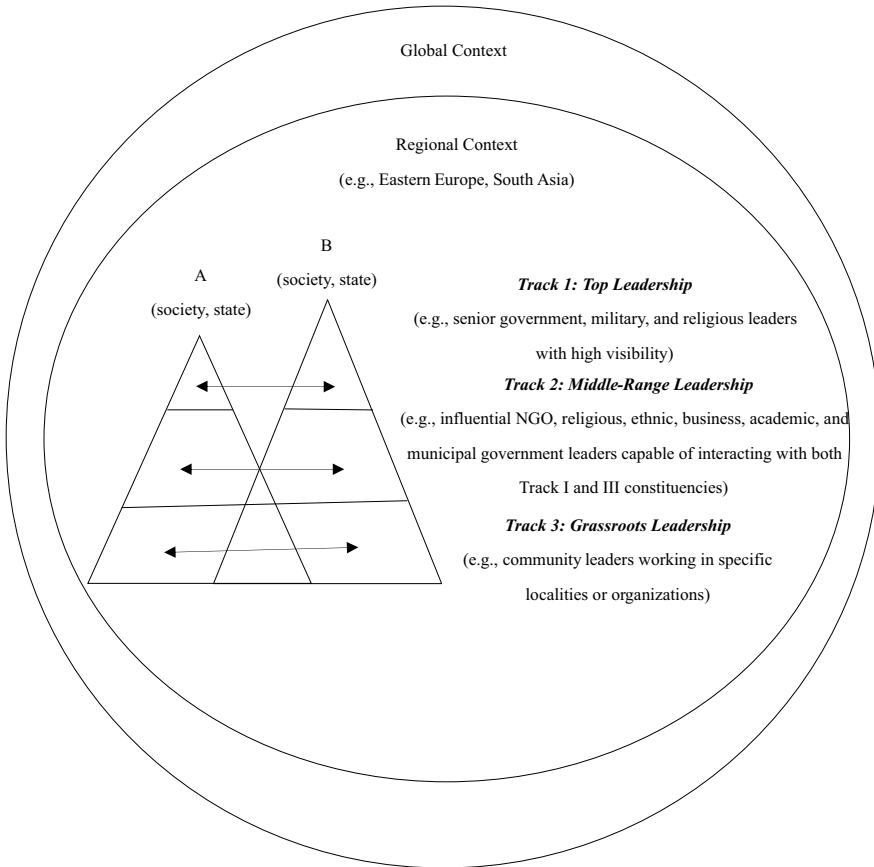 Global Context
Regional Context
(e.g., Eastern Europe, South Asia)
B
(society, state)
A
(society, state)
Track 1: Top Leadership
(e.g., senior government, military, and religious leaders
with high visibility)
Track 2: Middle-Range Leadership
(e.g., influential NGO, religious, ethnic, business, academic, and
municipal government leaders capable of interacting with both
Track I and III constituencies)
Track 3: Grassroots Leadership
(e.g., community leaders working in specific
localities or organizations)